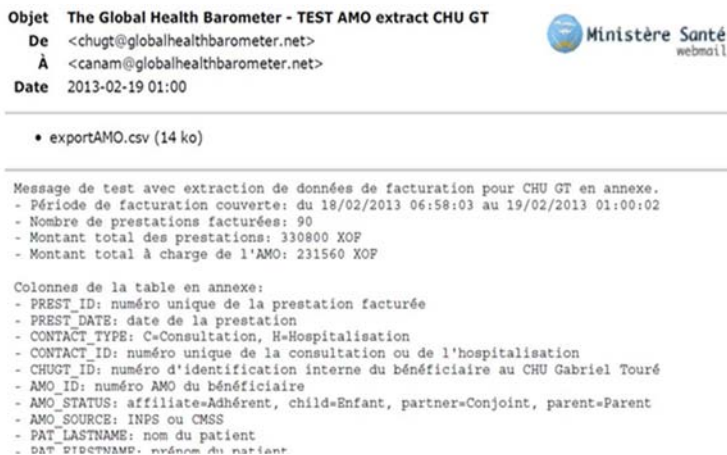 Objet The Global Health Barometer - TEST AMO extract CHU GT
De <chugt@globalhealthbarometer.net>
À <canam@globalhealthbarometer.net>
Date 2013-02-19 01:00
Ministère Santé
webmail
• exportAMO.csv (14 ko)
Message de test avec extraction de données de facturation pour CHU GT en annexe.
- Période de facturation couverte: du 18/02/2013 06:58:03 au 19/02/2013 01:00:02
- Nombre de prestations facturées: 90
- Montant total des prestations: 330800 XOF
- Montant total à charge de l'AMO: 231560 XOF
Colonnes de la table en annexe:
- PREST_ID: numéro unique de la prestation facturée
- PREST_DATE: date de la prestation
- CONTACT_TYPE: C=Consultation, H=Hospitalisation
- CONTACT_ID: numéro unique de la consultation ou de l'hospitalisation
- CHUGT_ID: numéro d'identification interne du bénéficiaire au CHU Gabriel Touré
- AMO_ID: numéro AMO du bénéficiaire
- AMO_STATUS: affiliate=Adhérent, child=Enfant, partner=Conjoint, parent=Parent
- AMO_SOURCE: INPS ou CMSS
- PAT_LASTNAME: nom du patient
- PAT_FIRSTNAME: prénom du patient